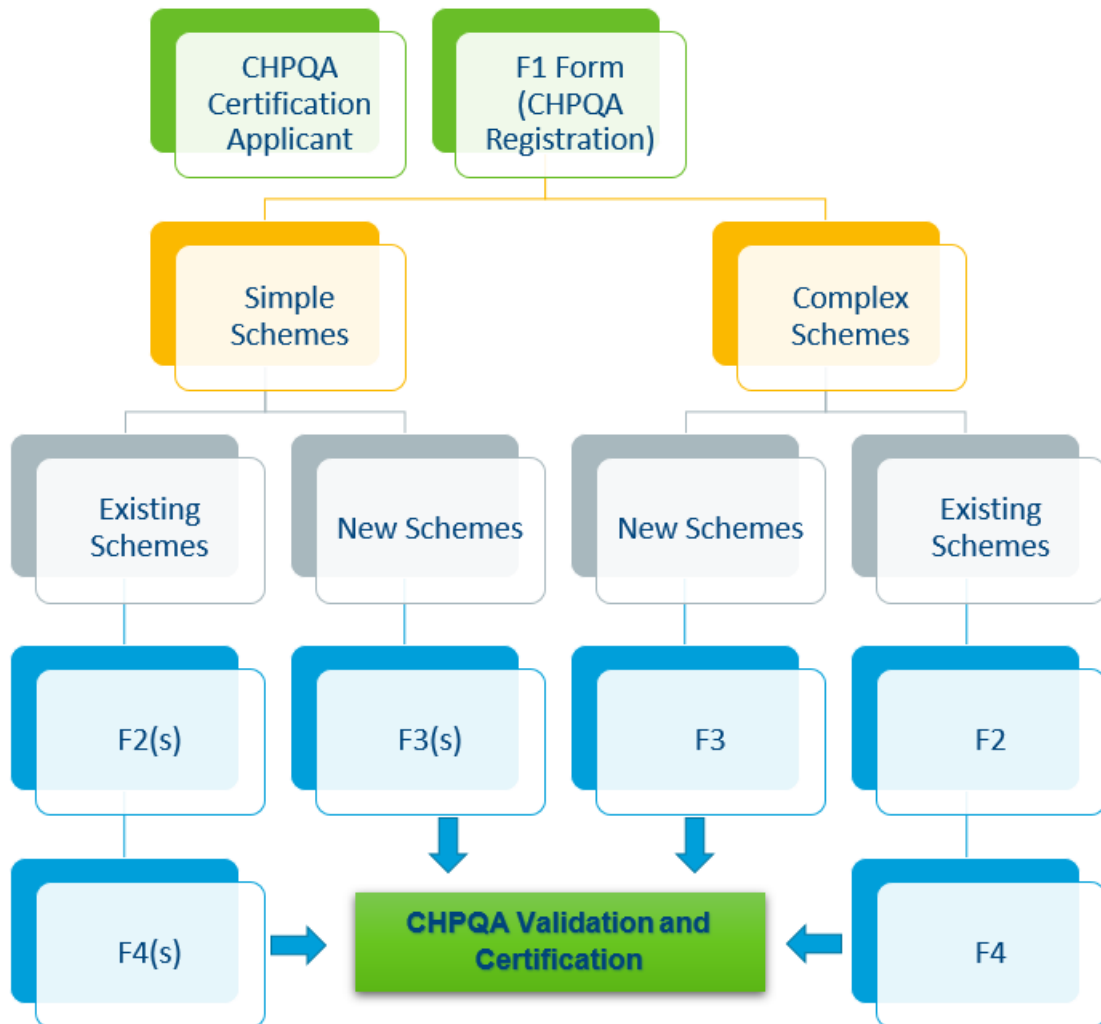 CHPQA
Certification
Applicant
F1 Form
(CHPQA
Registration)
Simple
Schemes
Complex
Schemes
Existing
Schemes
New Schemes
New Schemes
Existing
Schemes
F2(s)
F3(s)
F3
F2
F4(s)
CHPQA Validation and
Certification
F4